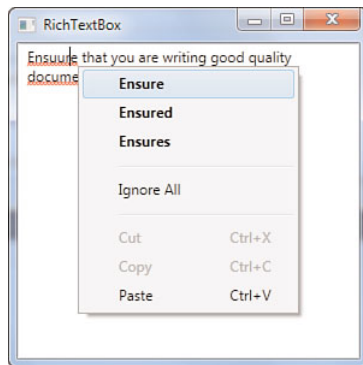 RichTextBox
Ensuure that you are writing good quality
docume
Ensure
Ensured
Ensures
Ignore All
Cut Ctrl+X
Copy Ctrl+C
Paste Ctrl+V